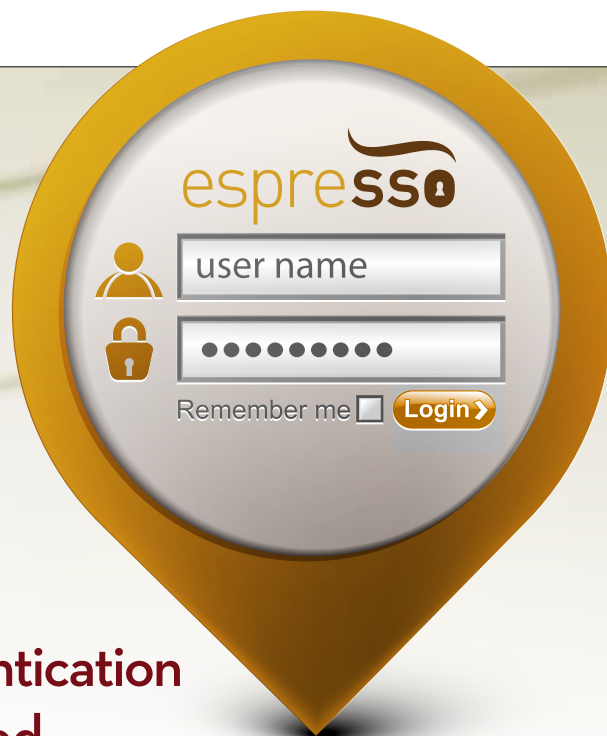 espresso
user name
●●●●●●●●●
Remember me
Login
ntication